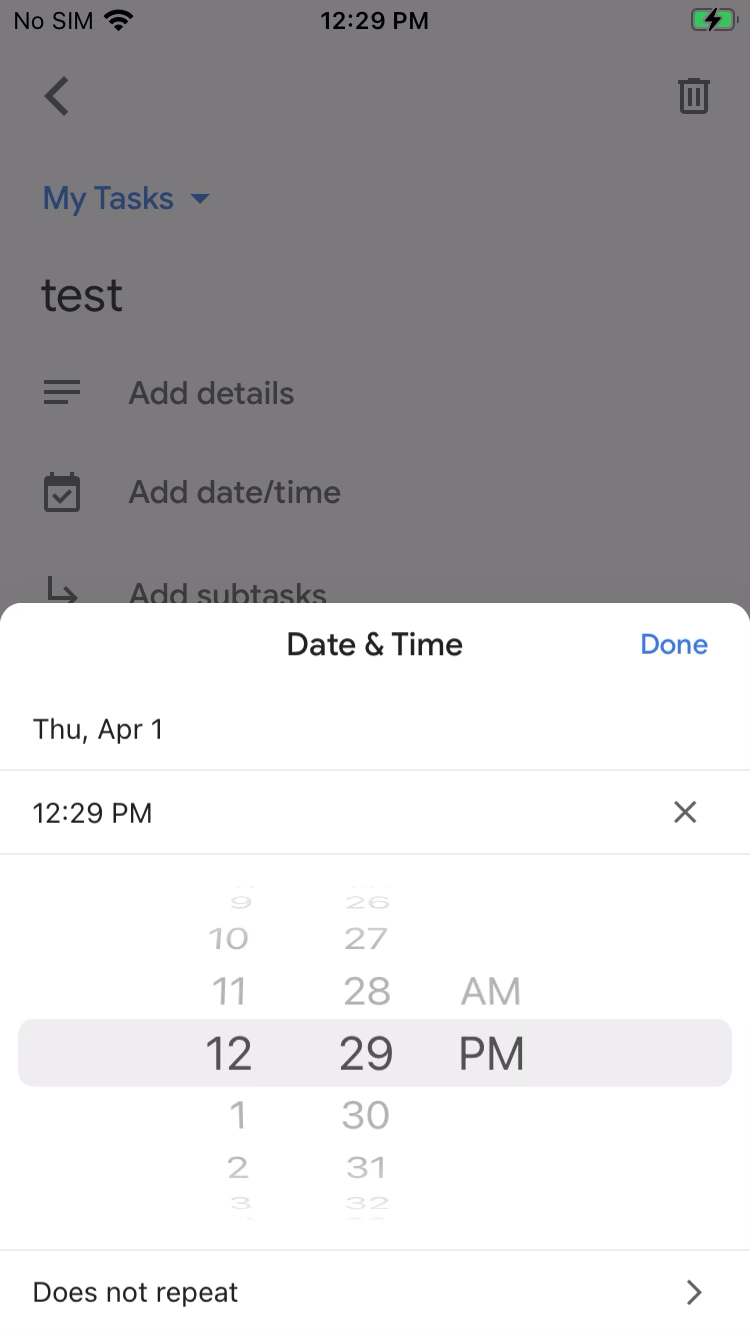 No SIM 12:29 PM
My Tasks
test
Add details
Add date/time
Add subtasks
Date & Time Done
Thu, Apr 1
12:29 PM
9 26
10 27
11 28 AM
12 29 PM
1 30
2 31
3 32
Does not repeat